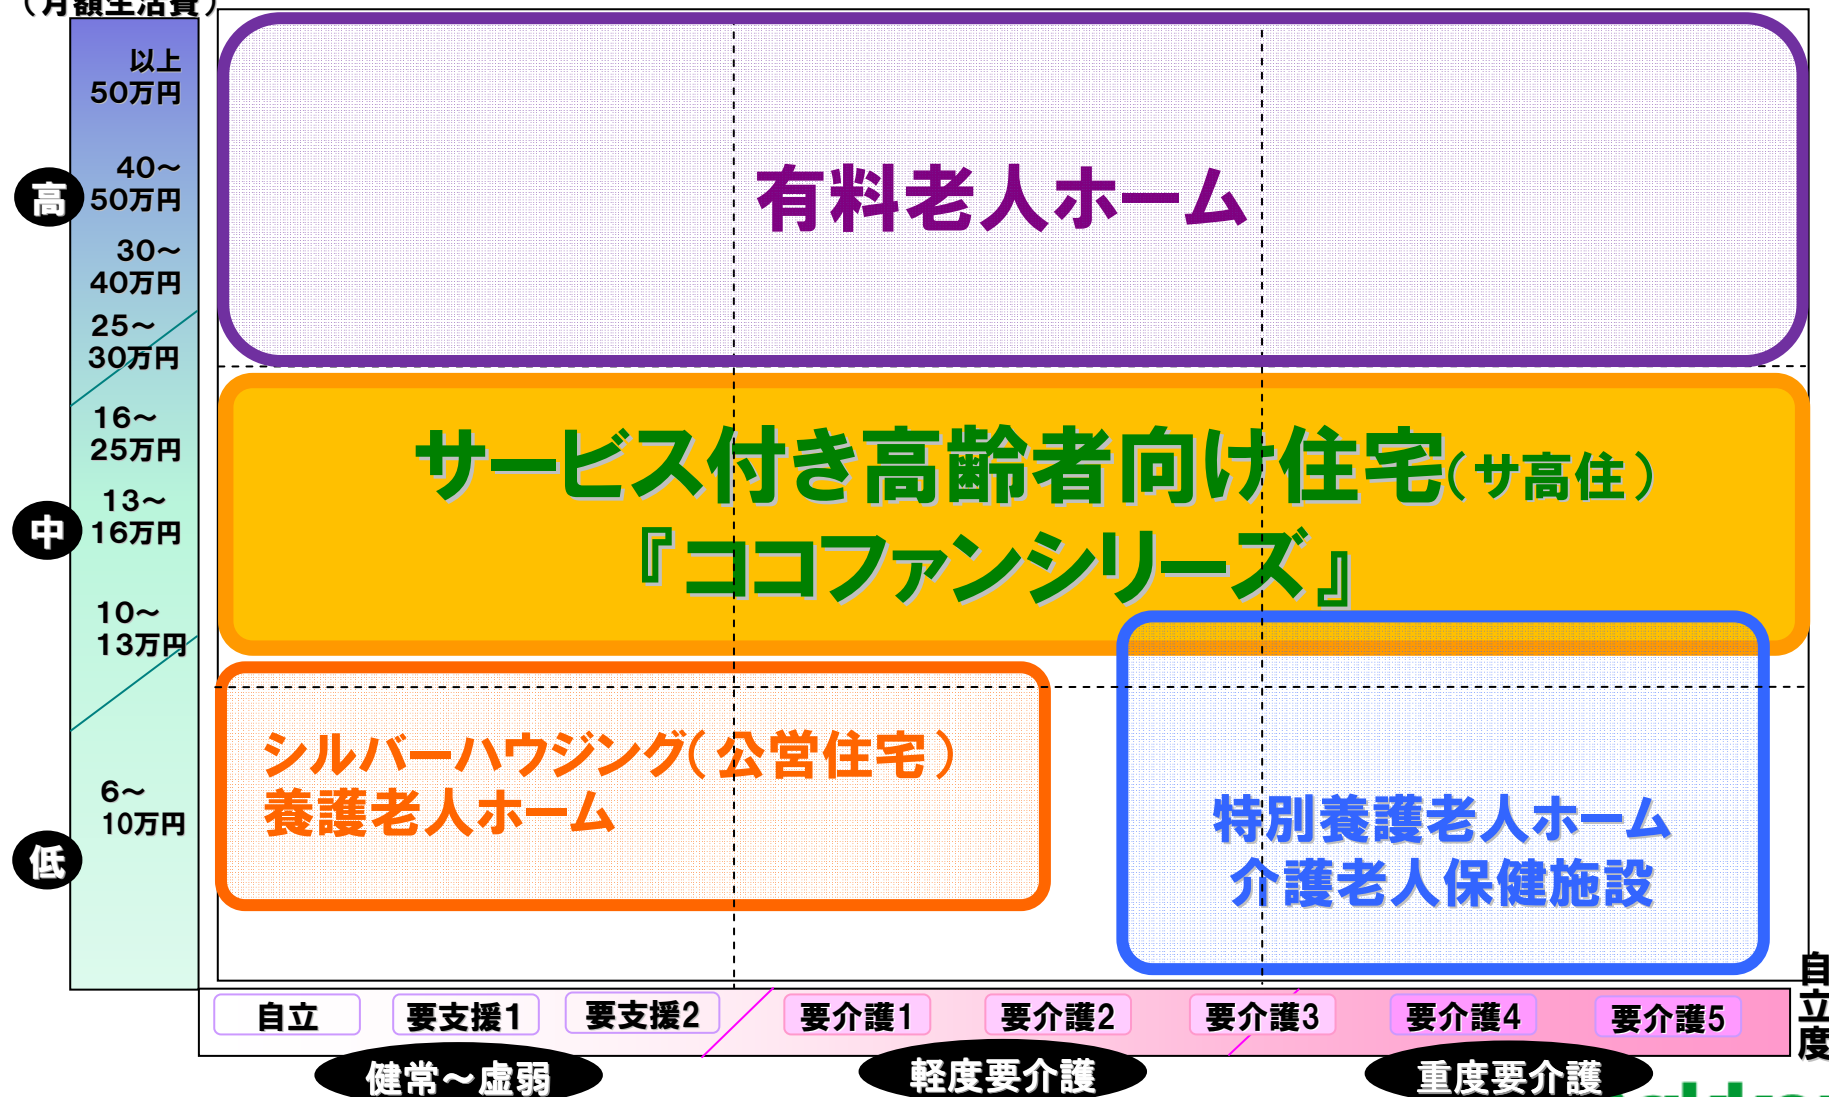 （月額生活費）
以上
50万円
40～
50万円
高
30～
40万円
25～
30万円
16～
25万円
13～
16万円
中
10～
13万円
6～
10万円
低
有料老人ホーム
サービス付き高齢者向け住宅（サ高住）
『ココファンシリーズ』
シルバーハウジング（公営住宅）
養護老人ホーム
特別養護老人ホーム
介護老人保健施設
自立 要支援1 要支援2 要介護1 要介護2 要介護3 要介護4 要介護5
自立度
健常～虚弱 軽度要介護 重度要介護